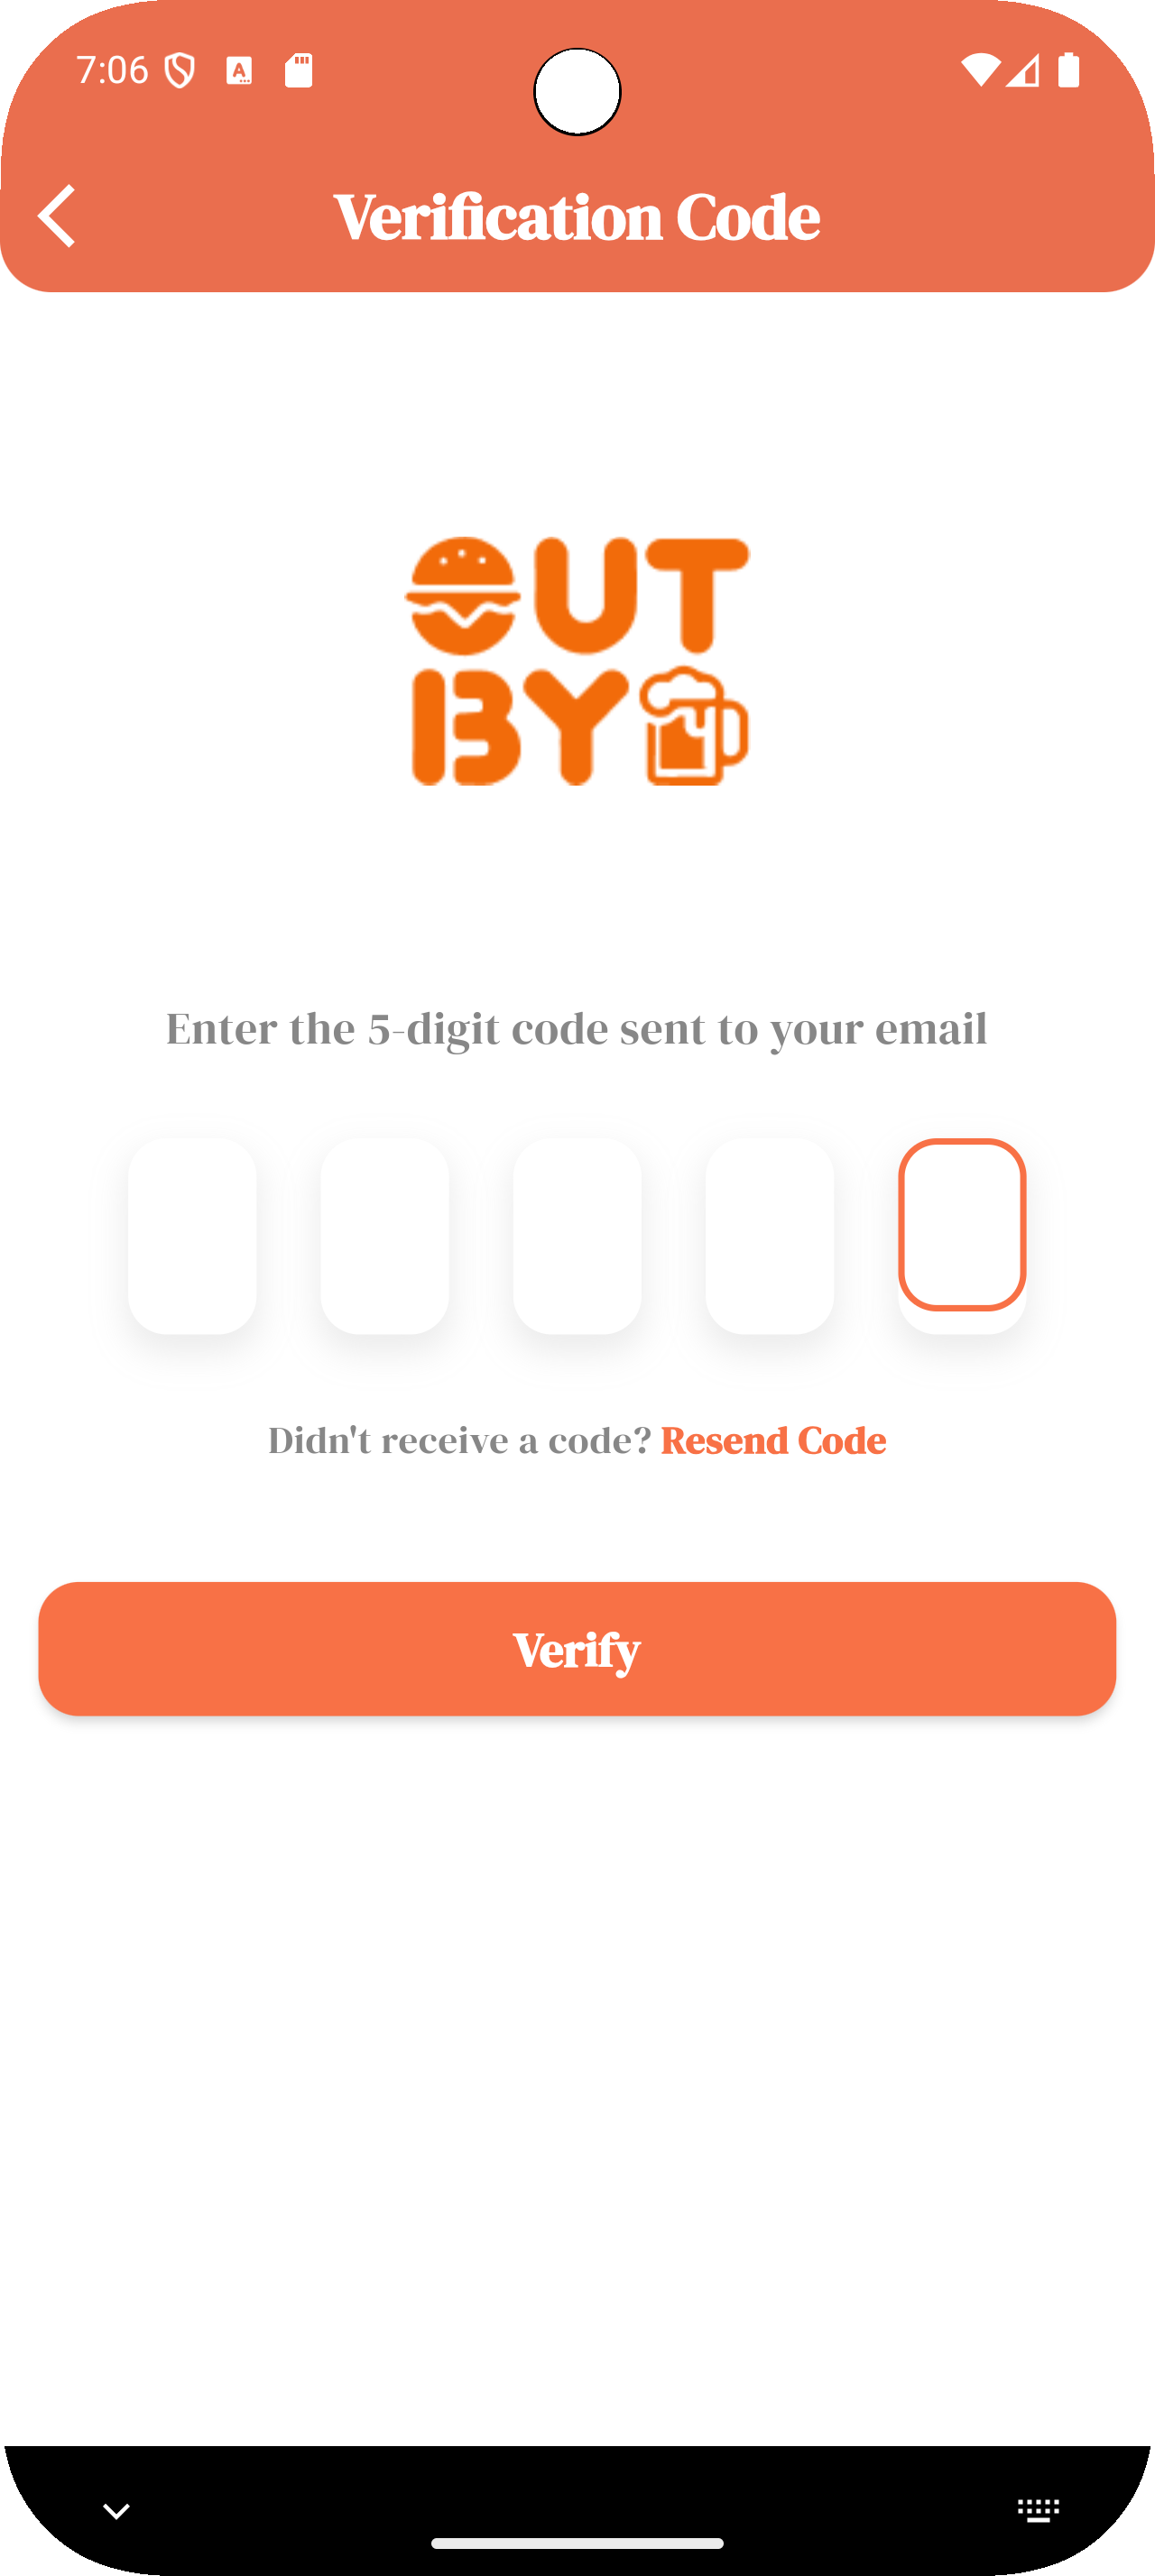 7:06
Verification Code
OUT
BY
Enter the 5-digit code sent to your email
Didn't receive a code? Resend Code
Verify